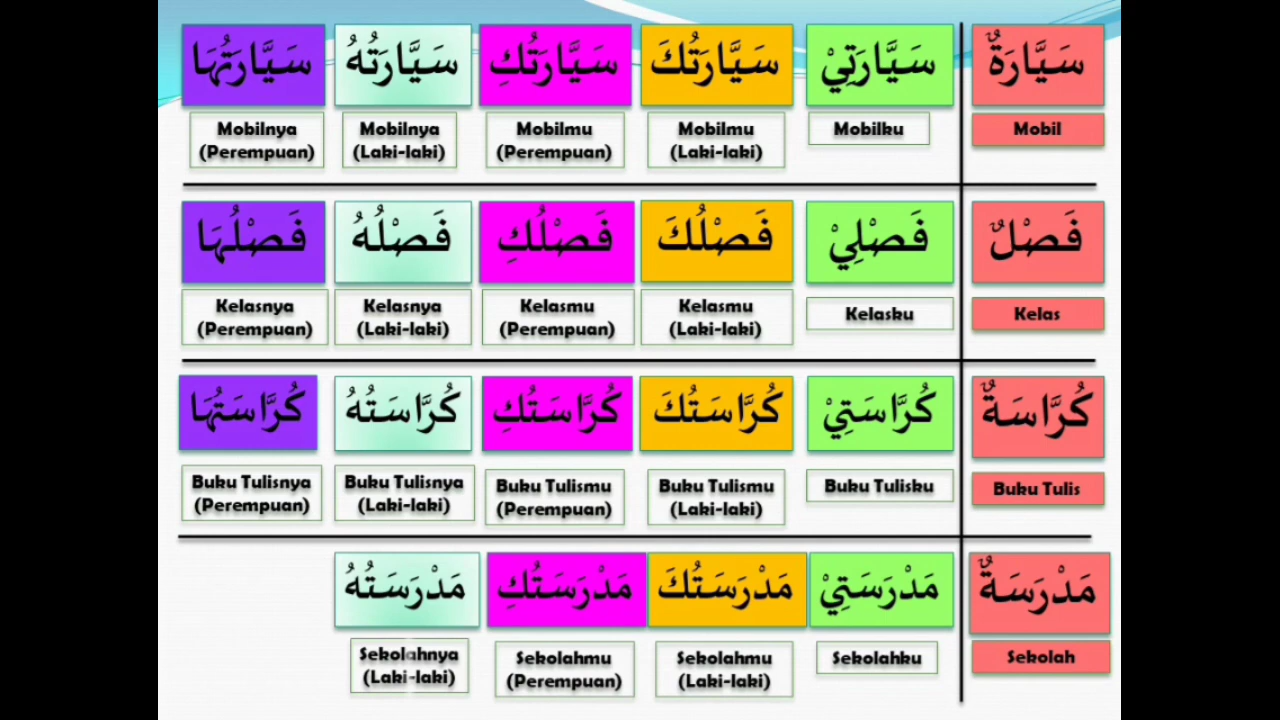 سَيَّارَةٌ
سَيَّارَتِيْ
سَيَّارَتُكَ
سَيَّارَتُكِ
سَيَّارَتُهُ
سَيَّارَتُهَا
Mobil
Mobilku
Mobilmu
(Laki-laki)
Mobilmu
(Perempuan)
Mobilnya
(Laki-laki)
Mobilnya
(Perempuan)
فَصْلٌ
فَصْلِيْ
فَصْلُكَ
فَصْلُكِ
فَصْلُهُ
فَصْلُهَا
Kelas
Kelasku
Kelasmu
(Laki-laki)
Kelasmu
(Perempuan)
Kelasnya
(Laki-laki)
Kelasnya
(Perempuan)
كُرَّاسَةٌ
كُرَّاسَتِيْ
كُرَّاسَتُكَ
كُرَّاسَتُكِ
كُرَّاسَتُهُ
كُرَّاسَتُهَا
Buku Tulis
Buku Tulisku
Buku Tulismu
(Laki-laki)
Buku Tulismu
(Perempuan)
Buku Tulisnya
(Laki-laki)
Buku Tulisnya
(Perempuan)
مَدْرَسَةٌ
مَدْرَسَتِيْ
مَدْرَسَتُكَ
مَدْرَسَتُكِ
مَدْرَسَتُهُ
Sekolah
Sekolahku
Sekolahmu
(Laki-laki)
Sekolahmu
(Perempuan)
Sekolahnya
(Laki-laki)